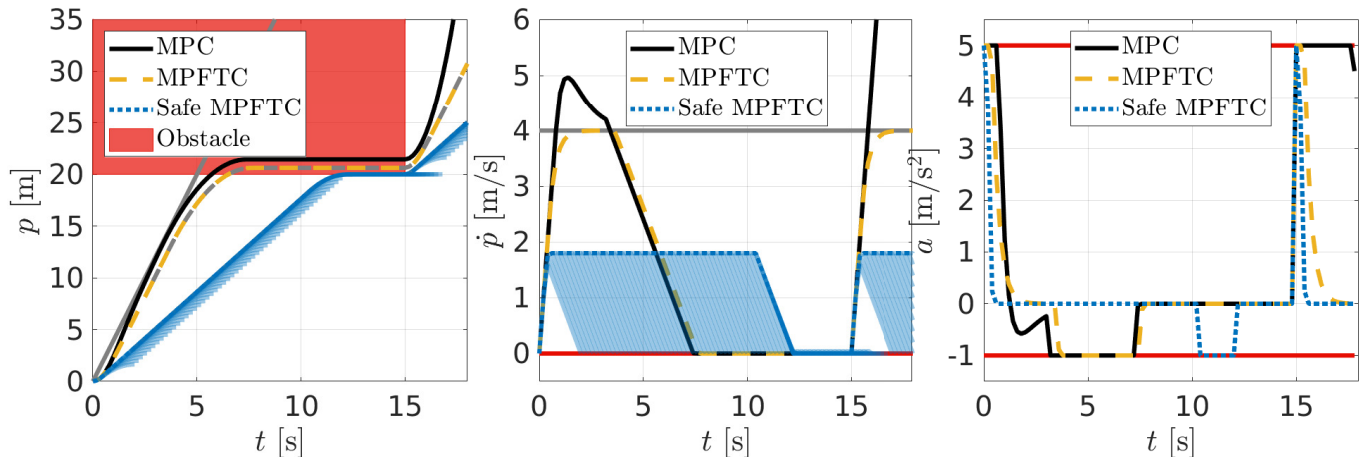 35
30
25
20
15
10
5
0
p [m]
MPC
MPFTC
Safe MPFTC
Obstacle
0 5 10 15
t [s]
6
5
4
3
2
1
0
ṗ [m/s]
MPC
MPFTC
Safe MPFTC
0 5 10 15
t [s]
5
4
3
2
1
0
-1
a [m/s²]
MPC
MPFTC
Safe MPFTC
0 5 10 15
t [s]